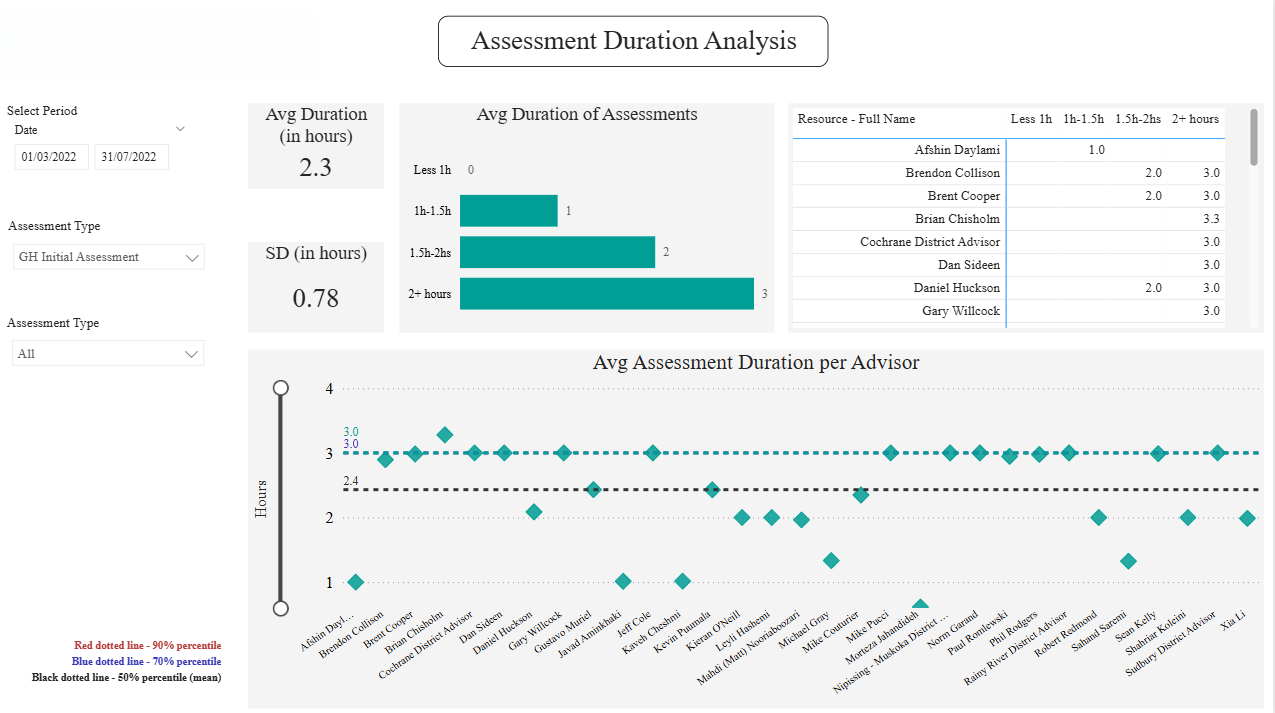 Assessment Duration Analysis
Select Period
Date
01/03/2022 31/07/2022
Assessment Type
GH Initial Assessment
Assessment Type
All
Red dotted line - 90% percentile
Blue dotted line - 70% percentile
Black dotted line - 50% percentile (mean)
Avg Duration
(in hours)
2.3
SD (in hours)
0.78
Avg Duration of Assessments
Less 1h 0
1h-1.5h 1
1.5h-2hs 2
2+ hours 3
Resource - Full Name Less 1h 1h-1.5h 1.5h-2hs 2+ hours
Afshin Daylami 1.0
Brendon Collison 2.0 3.0
Brent Cooper 2.0 3.0
Brian Chisholm 3.3
Cochrane District Advisor 3.0
Dan Sideen 3.0
Daniel Huckson 2.0 3.0
Gary Willcock 3.0
Avg Assessment Duration per Advisor
Hours
4
3.0
3.0
3
2.4
2
1
Afshin Dayl...
Brendon Collison
Brent Cooper
Brian Chisholm
Cochrane District Advisor
Dan Sideen
Daniel Huckson
Gary Willcock
Gustavo Muriel
Javad Aminkhaki
Jeff Cole
Kaveh Cheshmi
Kevin Puumala
Kieran O'Neill
Leyli Hashemi
Mahdi (Matt) Nooriaboozari
Michael Gray
Mike Couturier
Mike Pucci
Morteza Jahandideh
Nipissing - Muskoka District ...
Norm Garand
Paul Romlewski
Phil Rodgers
Rainy River District Advisor
Robert Redmond
Sahand Saremi
Sean Kelly
Shahriar Koleini
Sudbury District Advisor
Xiu Li